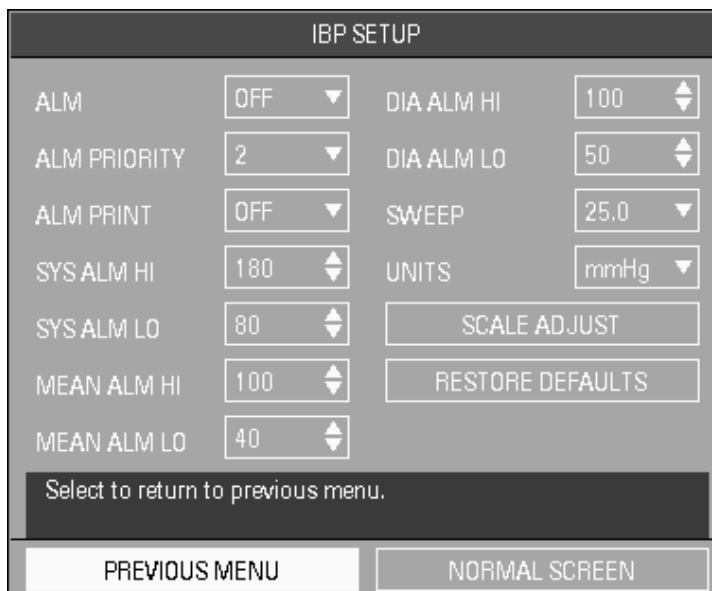 IBP SETUP
ALM OFF DIA ALM HI 100
ALM PRIORITY 2 DIA ALM LO 50
ALM PRINT OFF SWEEP 25.0
SYS ALM HI 180 UNITS mmHg
SYS ALM LO 80 SCALE ADJUST
MEAN ALM HI 100 RESTORE DEFAULTS
MEAN ALM LO 40
Select to return to previous menu.
PREVIOUS MENU NORMAL SCREEN